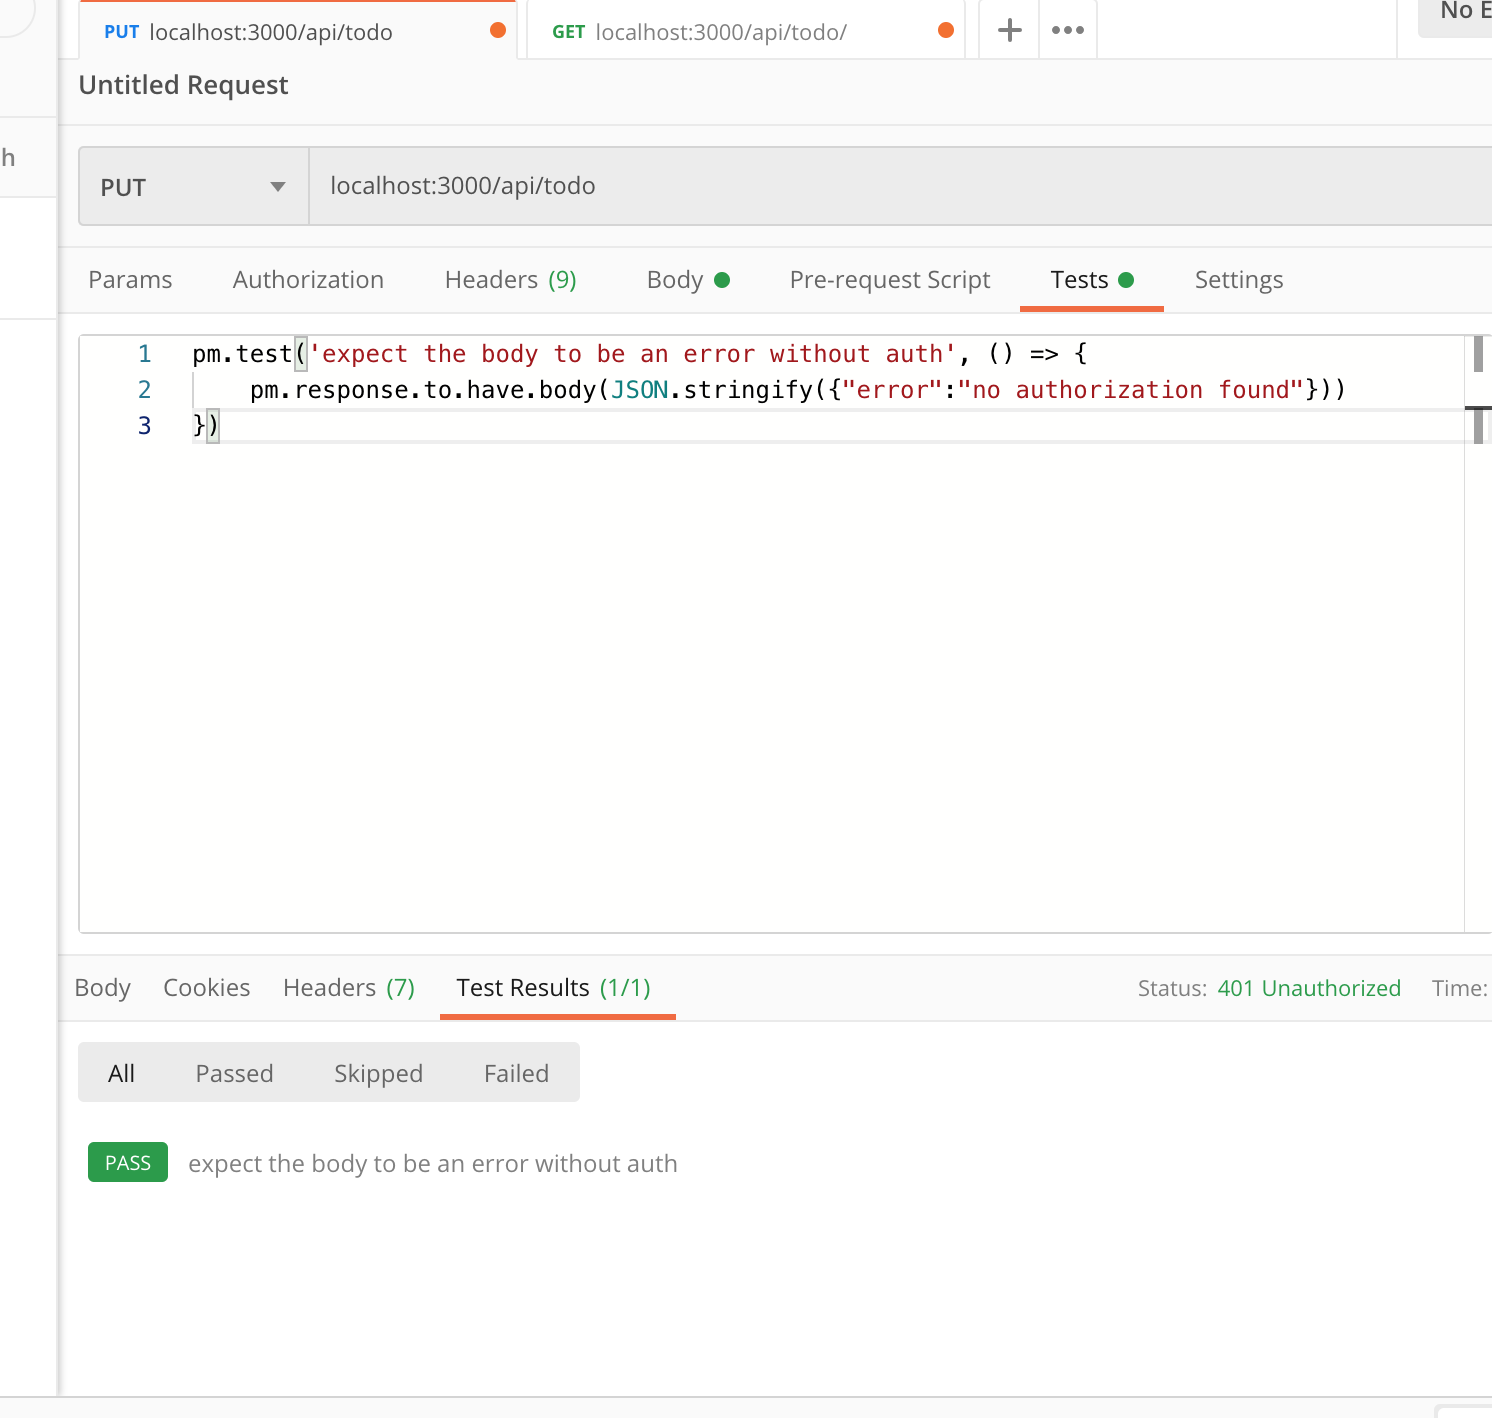 PUT localhost:3000/api/todo GET localhost:3000/api/todo/ No E
Untitled Request
h
PUT localhost:3000/api/todo
Params Authorization Headers (9) Body Pre-request Script Tests Settings
1 pm.test('expect the body to be an error without auth', () => {
2 pm.response.to.have.body(JSON.stringify({"error":"no authorization found"}))
3 })
Body Cookies Headers (7) Test Results (1/1) Status: 401 Unauthorized Time:
All Passed Skipped Failed
PASS expect the body to be an error without auth